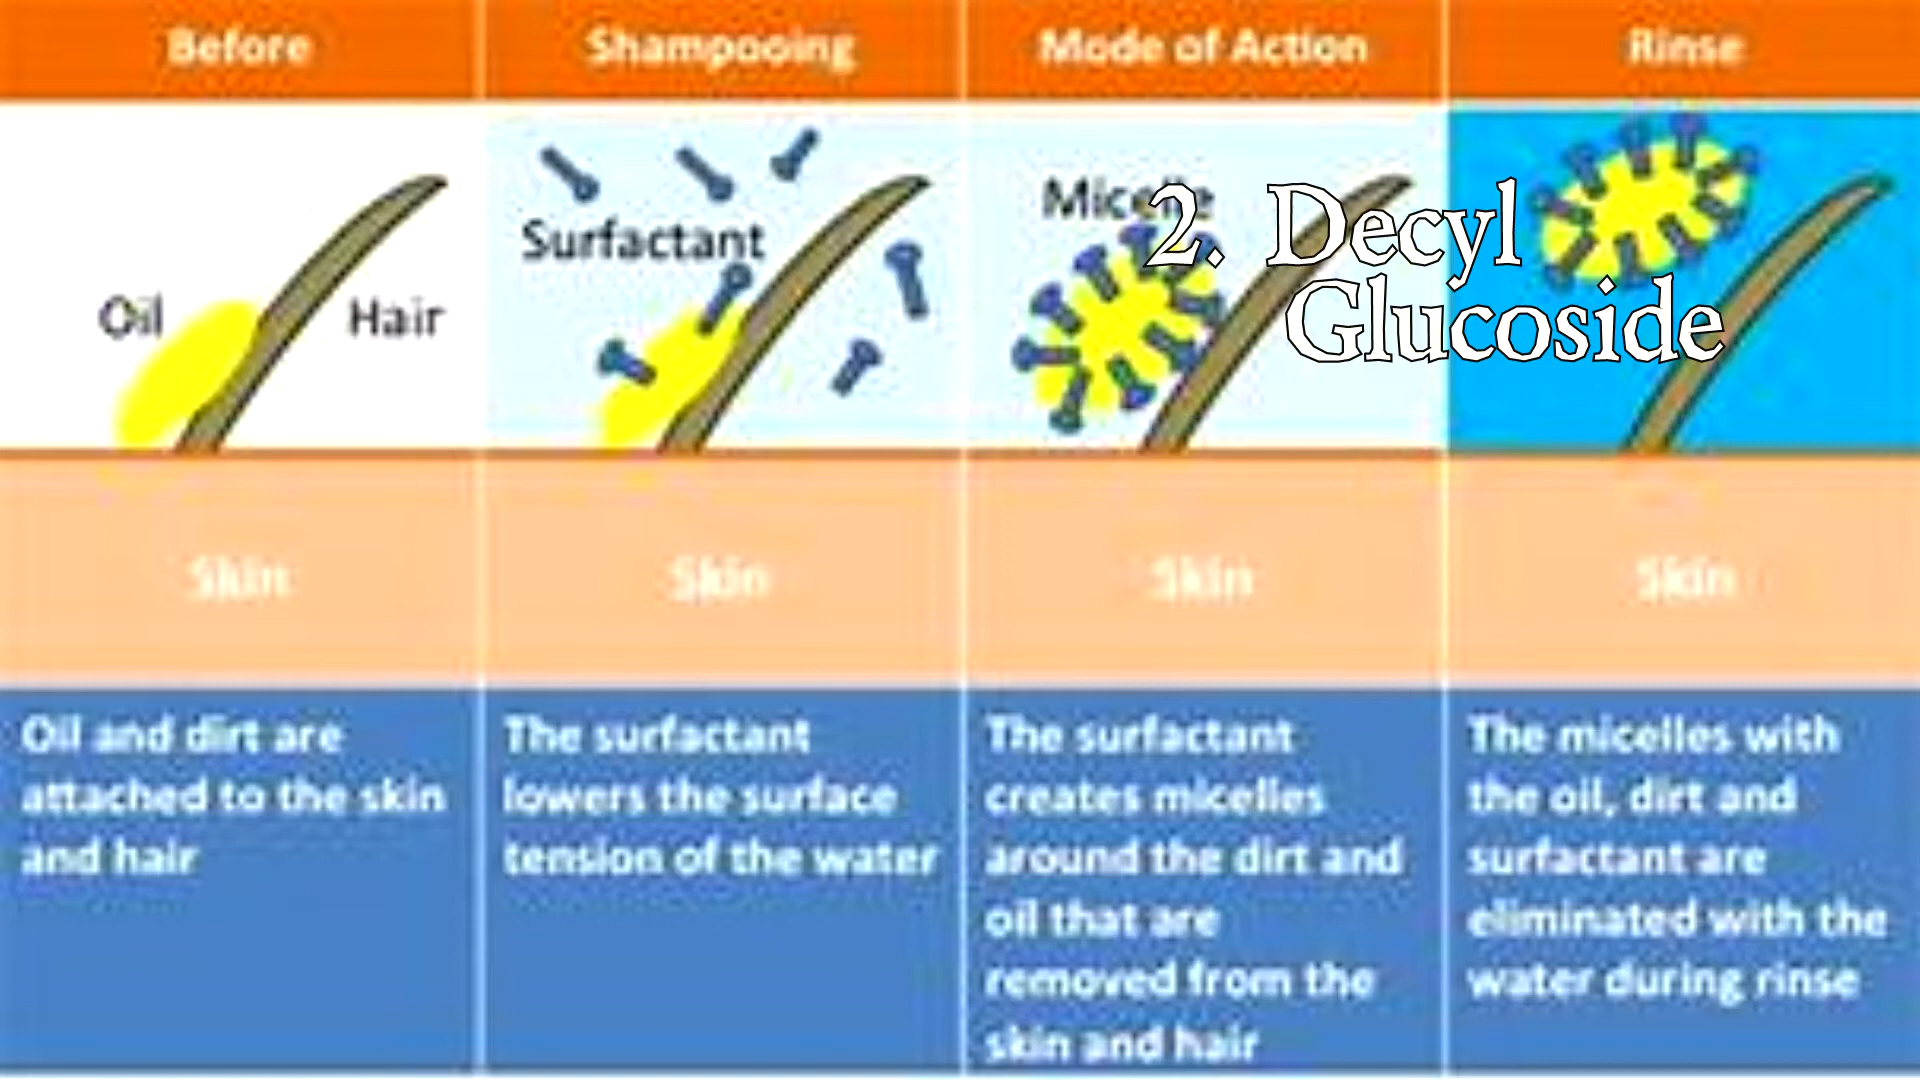 Before
Shampooing
Mode of Action
Rinse
Oil
Hair
Surfactant
Micelle
2. Decyl
Glucoside
Skin
Skin
Skin
Skin
Oil and dirt are
attached to the skin
and hair
The surfactant
lowers the surface
tension of the water
The surfactant
creates micelles
around the dirt and
oil that are
removed from the
skin and hair
The micelles with
the oil, dirt and
surfactant are
eliminated with the
water during rinse